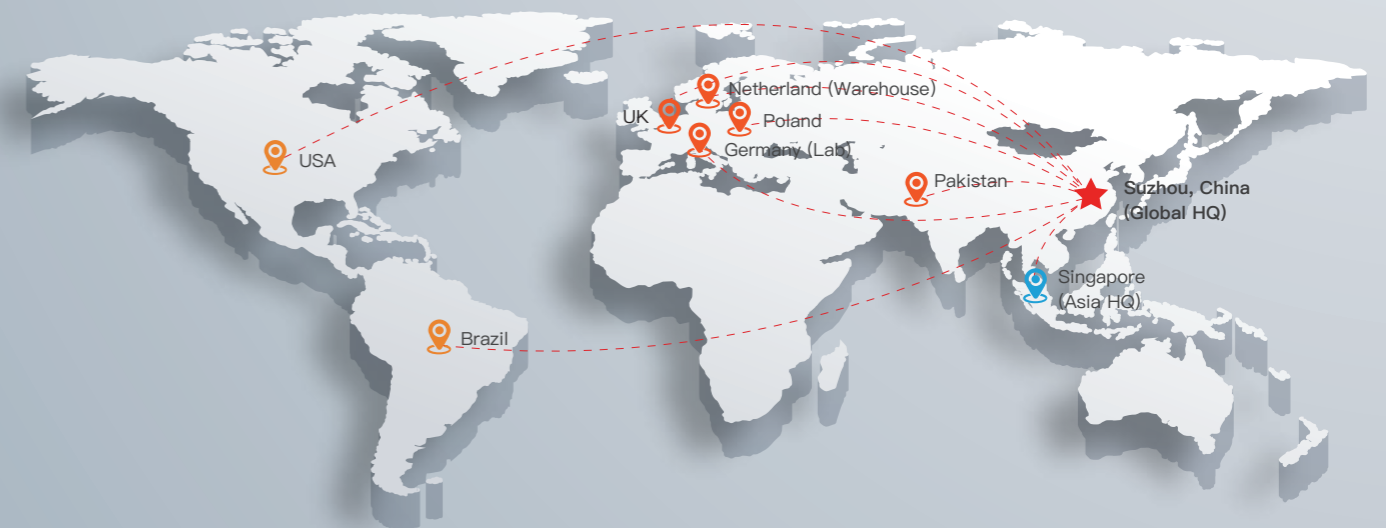 Netherland (Warehouse)
UK
Poland
Germany (Lab)
USA
Pakistan
Suzhou, China
(Global HQ)
Singapore
(Asia HQ)
Brazil